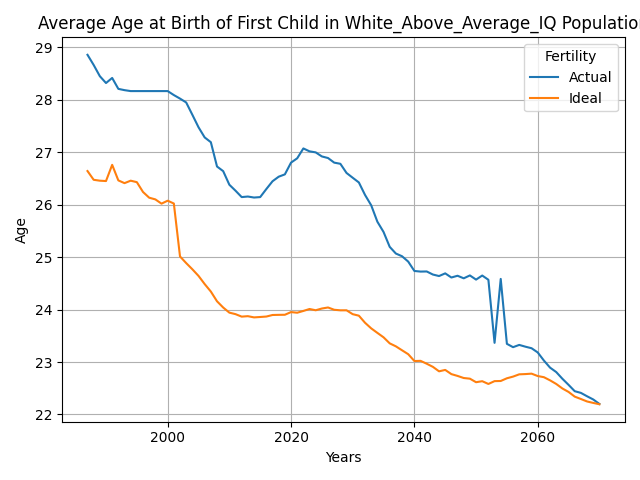 Average Age at Birth of First Child in White_Above_Average_IQ Population
Fertility
Actual
Ideal
Age
29
28
27
26
25
24
23
22
2000
2020
2040
2060
Years